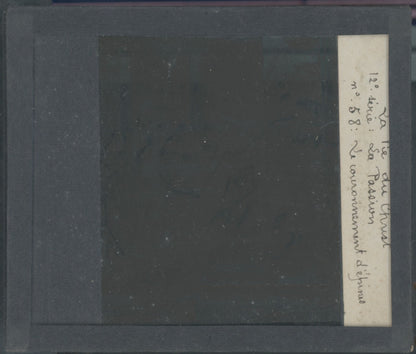 La Vie du Christ
12e. série: La Passion
n°. 58: Le couronnement d'épines